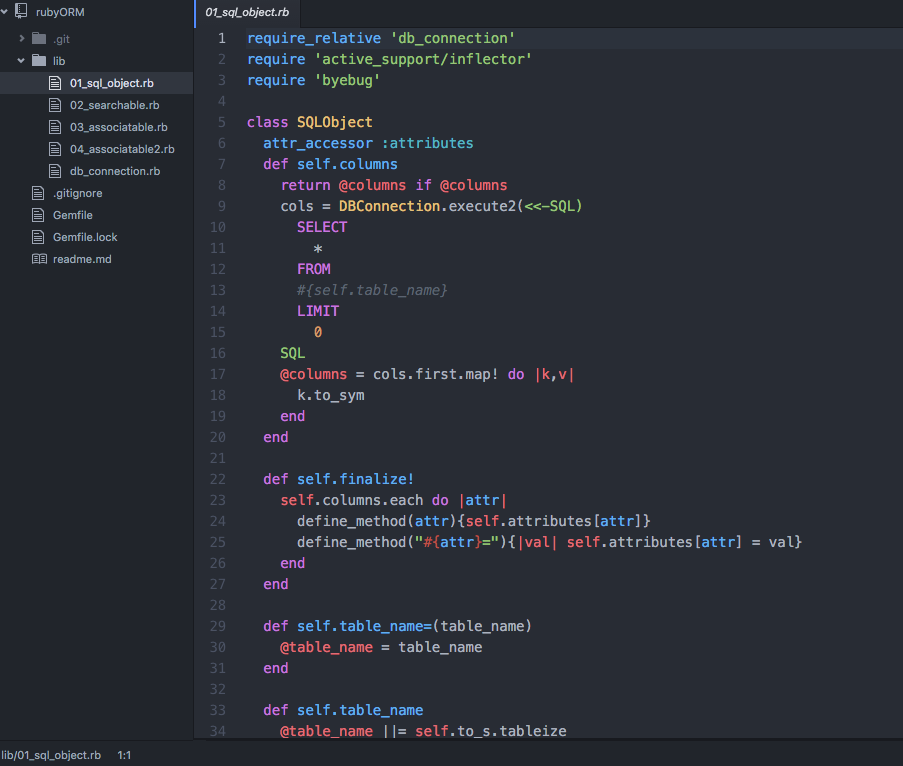 rubyORM
.git
lib
01_sql_object.rb
02_searchable.rb
03_associatable.rb
04_associatable2.rb
db_connection.rb
.gitignore
Gemfile
Gemfile.lock
readme.md
01_sql_object.rb
1 require_relative 'db_connection'
2 require 'active_support/inflector'
3 require 'byebug'
4
5 class SQLObject
6   attr_accessor :attributes
7   def self.columns
8     return @columns if @columns
9     cols = DBConnection.execute2(<<-SQL)
10       SELECT
11         *
12       FROM
13       #{self.table_name}
14       LIMIT
15         0
16     SQL
17     @columns = cols.first.map! do |k,v|
18       k.to_sym
19     end
20   end
21
22   def self.finalize!
23     self.columns.each do |attr|
24       define_method(attr){self.attributes[attr]}
25       define_method("#{attr}="){|val| self.attributes[attr] = val}
26     end
27   end
28
29   def self.table_name=(table_name)
30     @table_name = table_name
31   end
32
33   def self.table_name
34     @table_name ||= self.to_s.tableize
lib/01_sql_object.rb 1:1